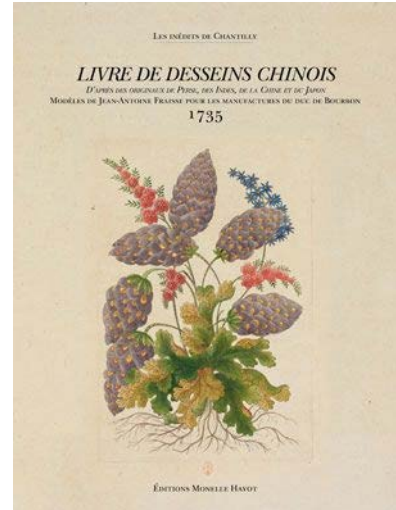 Les inédits de Chantilly
LIVRE DE DESSEINS CHINOIS
D'après des originaux de Perse, des Indes, de la Chine et du Japon
Modèles de Jean-Antoine Fraisse pour les manufactures du duc de Bourbon
1735
Éditions Monelle Hayot